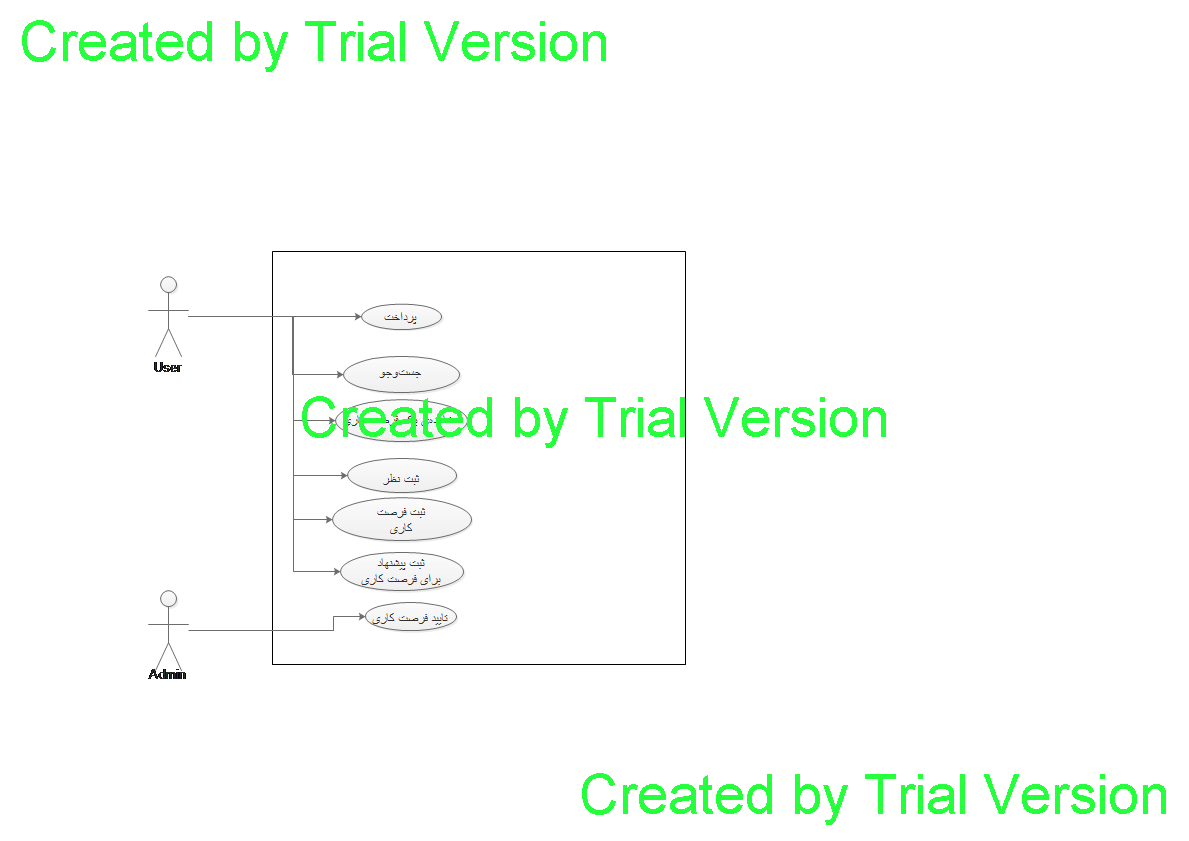 Created by Trial Version
پرداخت
User
جست‌وجو
Created by Trial Version
ثبت نظر
ثبت فرصت
کاری
ثبت پیشنهاد
برای فرصت کاری
تایید فرصت کاری
Admin
Created by Trial Version